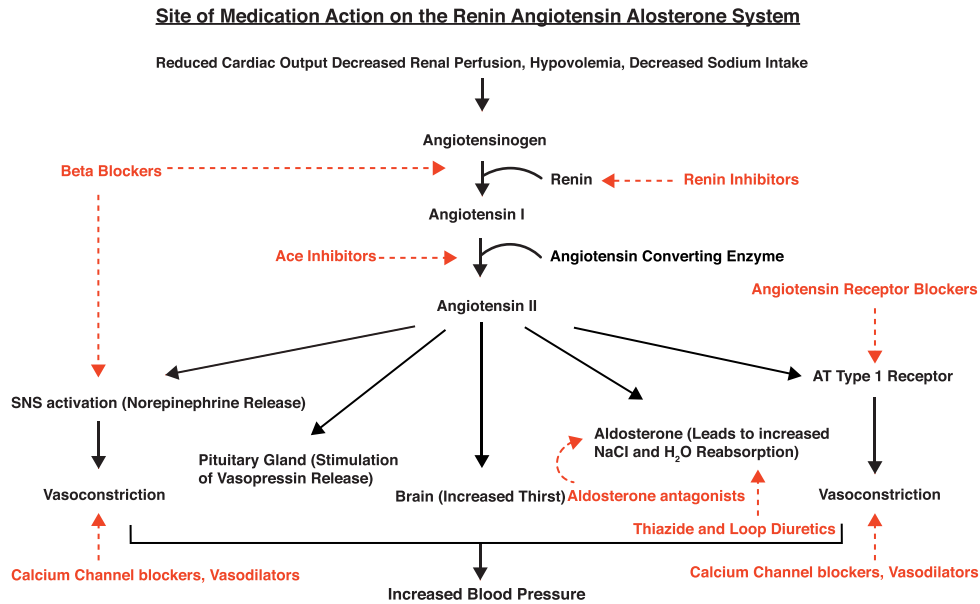 Site of Medication Action on the Renin Angiotensin Alosterone System
Reduced Cardiac Output Decreased Renal Perfusion, Hypovolemia, Decreased Sodium Intake
Angiotensinogen
Beta Blockers
Renin
Renin Inhibitors
Angiotensin I
Ace Inhibitors
Angiotensin Converting Enzyme
Angiotensin Receptor Blockers
Angiotensin II
AT Type 1 Receptor
SNS activation (Norepinephrine Release)
Aldosterone (Leads to increased
NaCl and H₂O Reabsorption)
Pituitary Gland (Stimulation
of Vasopressin Release)
Vasoconstriction
Brain (Increased Thirst)
Aldosterone antagonists
Vasoconstriction
Thiazide and Loop Diuretics
Calcium Channel blockers, Vasodilators
Calcium Channel blockers, Vasodilators
Increased Blood Pressure